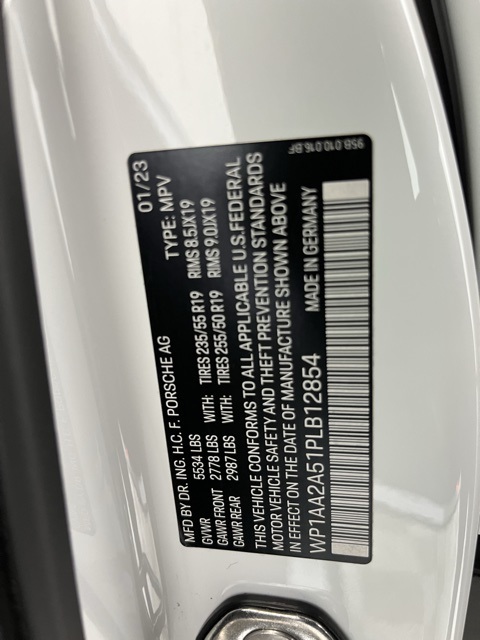 MFD BY DR. ING. H.C. F. PORSCHE AG 01/23
GVWR 5534 LBS TYPE: MPV
GAWR FRONT 2778 LBS WITH: TIRES 235/55 R19 RIMS 8.5JX19
GAWR REAR 2987 LBS WITH: TIRES 255/50 R19 RIMS 9.0JX19
THIS VEHICLE CONFORMS TO ALL APPLICABLE U.S. FEDERAL
MOTOR VEHICLE SAFETY AND THEFT PREVENTION STANDARDS
IN EFFECT ON THE DATE OF MANUFACTURE SHOWN ABOVE
WP1AA2A51PLB12854 MADE IN GERMANY
95B.010.016.BF